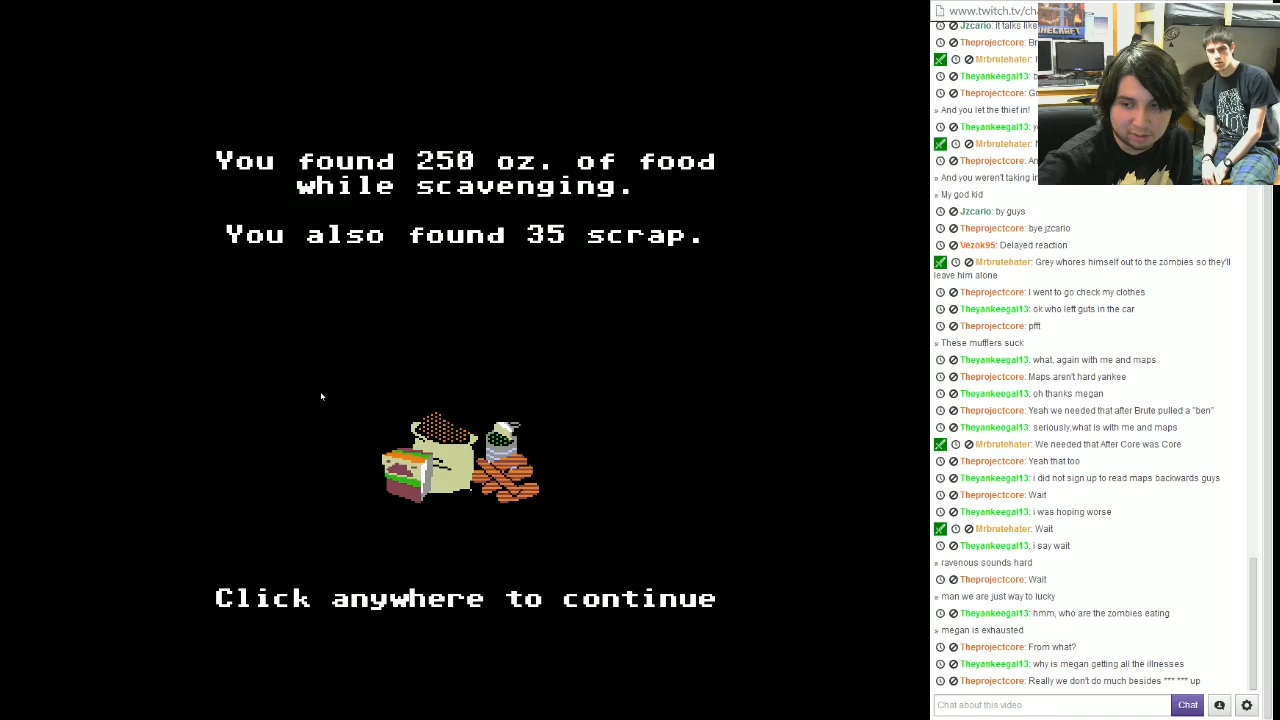 www.twitch.tv/ch
You found 250 oz. of food
while scavenging.
You also found 35 scrap.
Click anywhere to continue
MINECRAFT
Jzcario: It talks like
Theprojectcore:
Mrbrutehater:
Theyankeegal13:
Theprojectcore:
» And you let the thief in!
Theyankeegal13:
Mrbrutehater:
Theprojectcore:
» And you weren't taking in
» My god kid
Jzcario: by guys
Theprojectcore: bye jzcario
Vezok95: Delayed reaction
Mrbrutehater: Grey whores himself out to the zombies so they'll
leave him alone
Theprojectcore: I went to go check my clothes
Theyankeegal13: ok who left guts in the car
Theprojectcore: pfft
» These mufflers suck
Theyankeegal13: what, again with me and maps
Theprojectcore: Maps aren't hard yankee
Theyankeegal13: oh thanks megan
Theprojectcore: Yeah we needed that after Brute pulled a "ben"
Theyankeegal13: seriously,what is with me and maps
Mrbrutehater: We needed that After Core was Core
Theprojectcore: Yeah that too
Theyankeegal13: i did not sign up to read maps backwards guys
Theprojectcore: Wait
Theyankeegal13: i was hoping worse
Mrbrutehater: Wait
Theyankeegal13: i say wait
» ravenous sounds hard
Theprojectcore: Wait
» man we are just way to lucky
Theyankeegal13: hmm, who are the zombies eating
» megan is exhausted
Theprojectcore: From what?
Theyankeegal13: why is megan getting all the illnesses
Theprojectcore: Really we don't do much besides *** *** up
Chat about this video
Chat